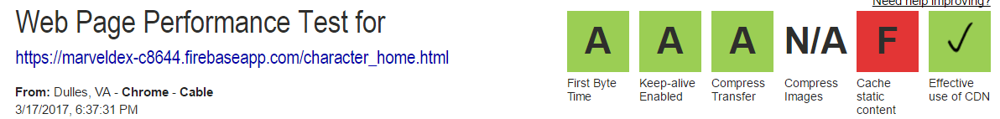 Need help improving?
Web Page Performance Test for
https://marveldex-c8644.firebaseapp.com/character_home.html
From: Dulles, VA - Chrome - Cable
3/17/2017, 6:37:31 PM
A
First Byte
Time
A
Keep-alive
Enabled
A
Compress
Transfer
N/A
Compress
Images
F
Cache
static
content
✓
Effective
use of CDN